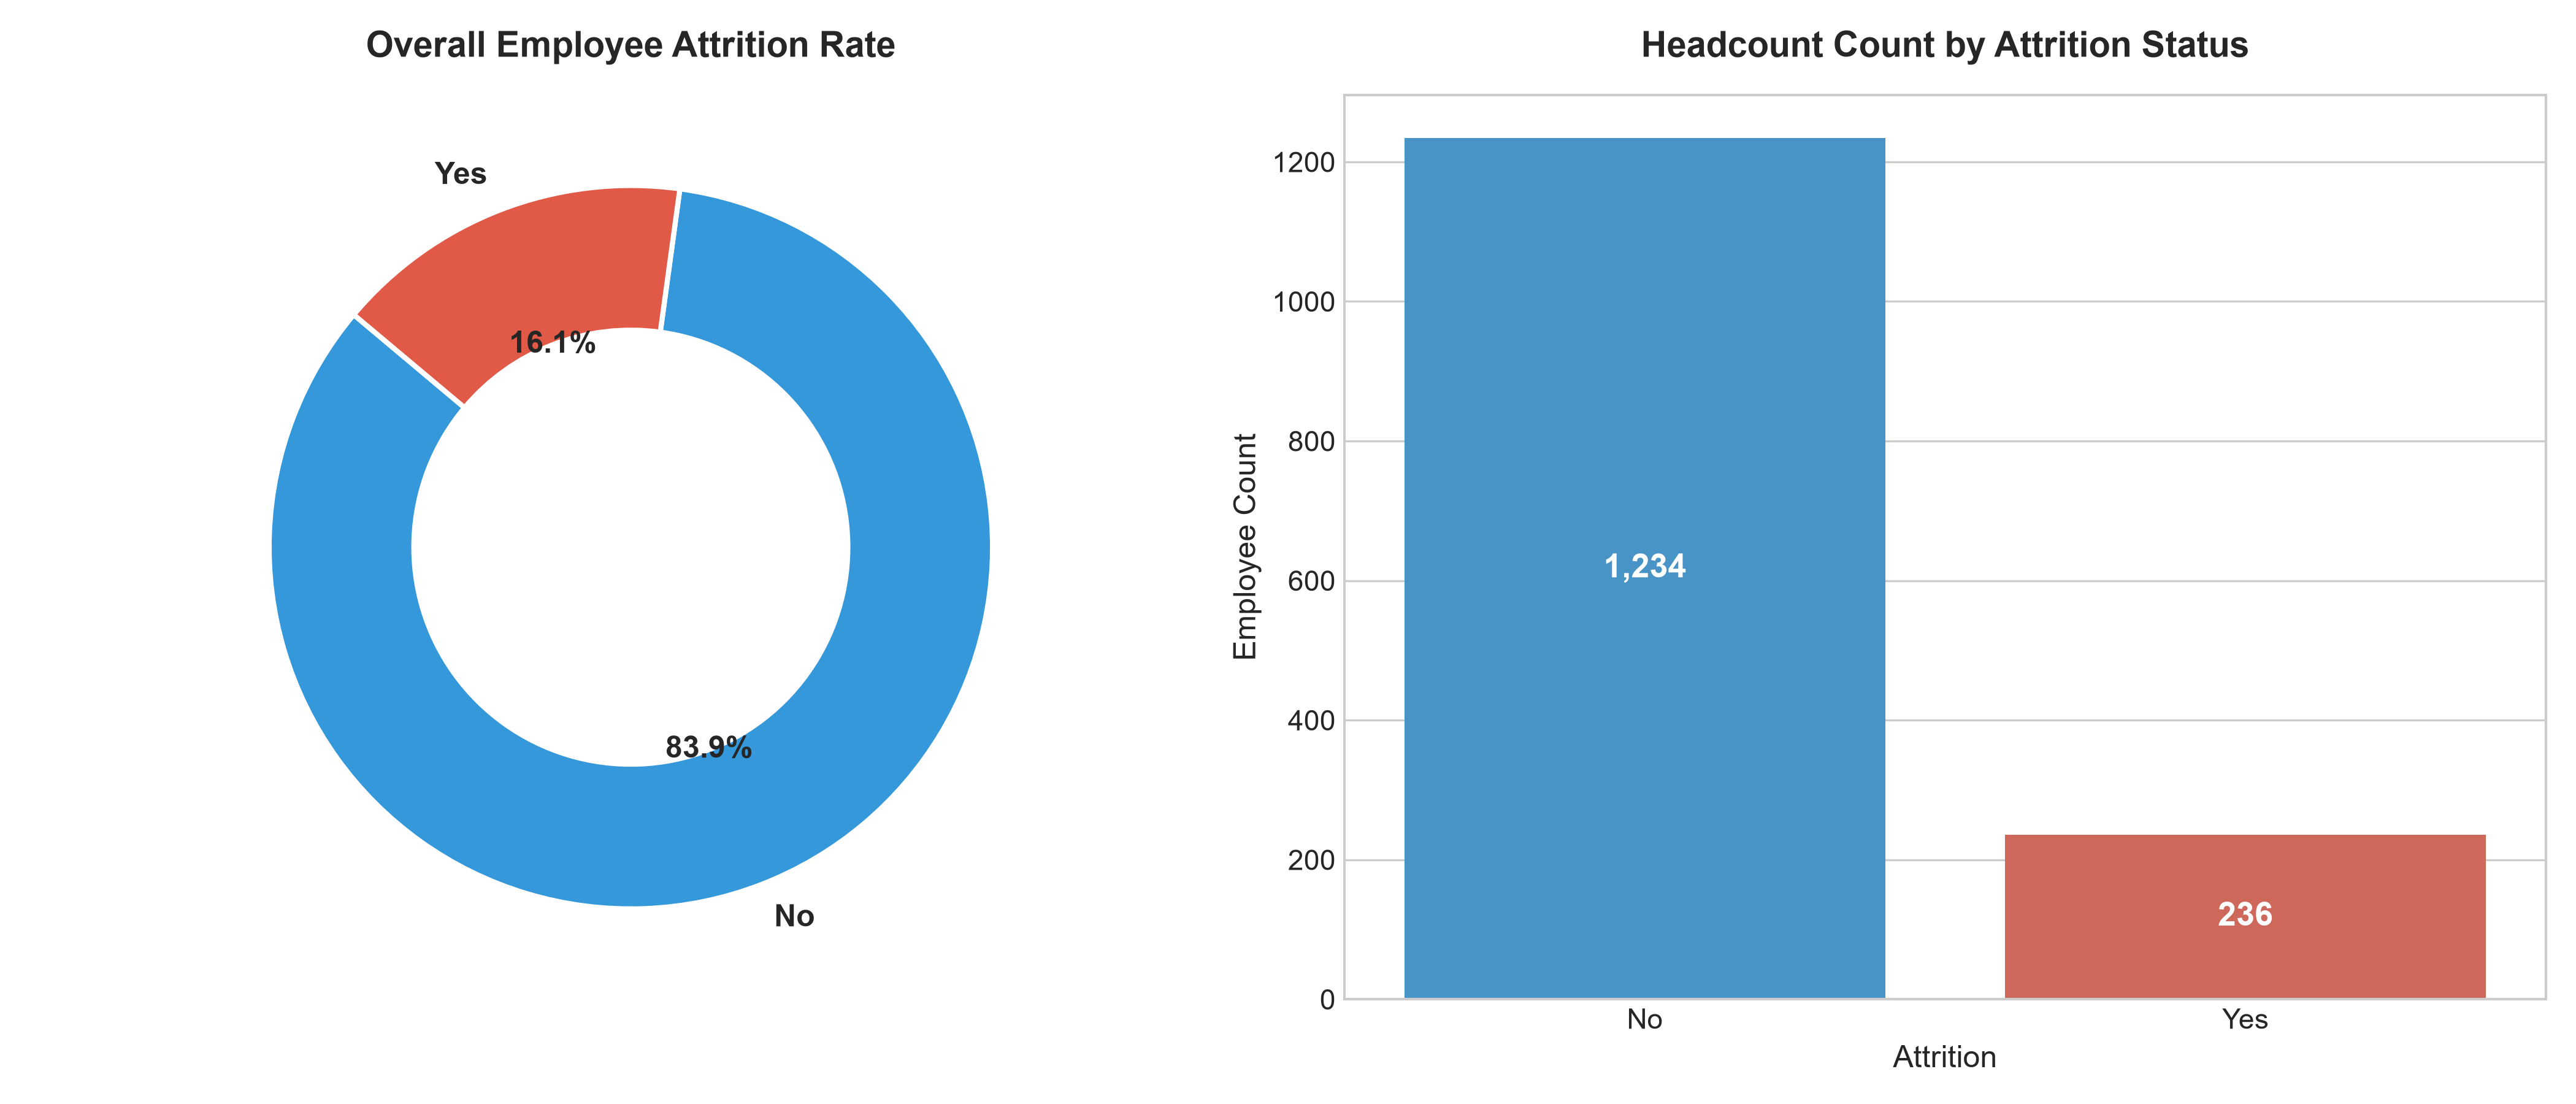 Overall Employee Attrition Rate
Yes
16.1%
83.9%
No
Headcount Count by Attrition Status
Employee Count
1200
1000
800
600
400
200
0
1,234
236
No
Yes
Attrition